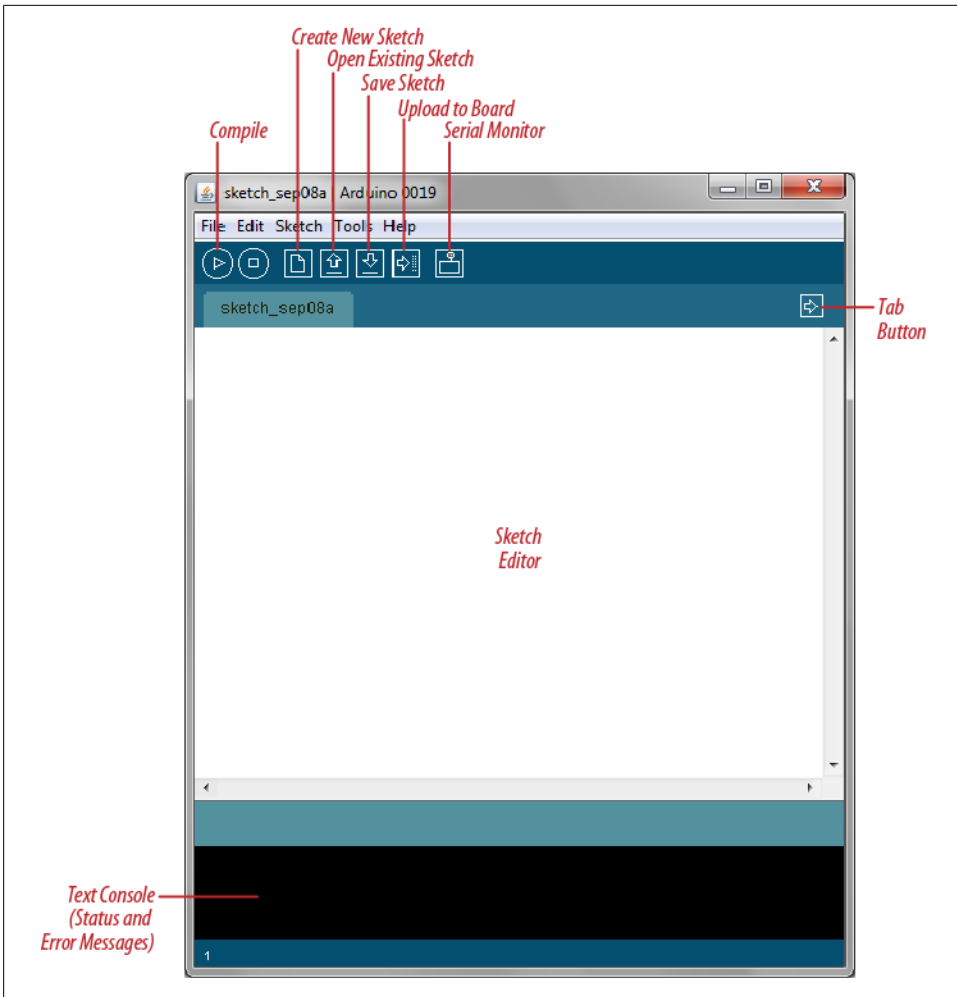 Create New Sketch
Open Existing Sketch
Save Sketch
Upload to Board
Compile
Serial Monitor
sketch_sep08a | Arduino 0019
File Edit Sketch Tools Help
sketch_sep08a
Tab
Button
Sketch
Editor
Text Console
(Status and
Error Messages)
1